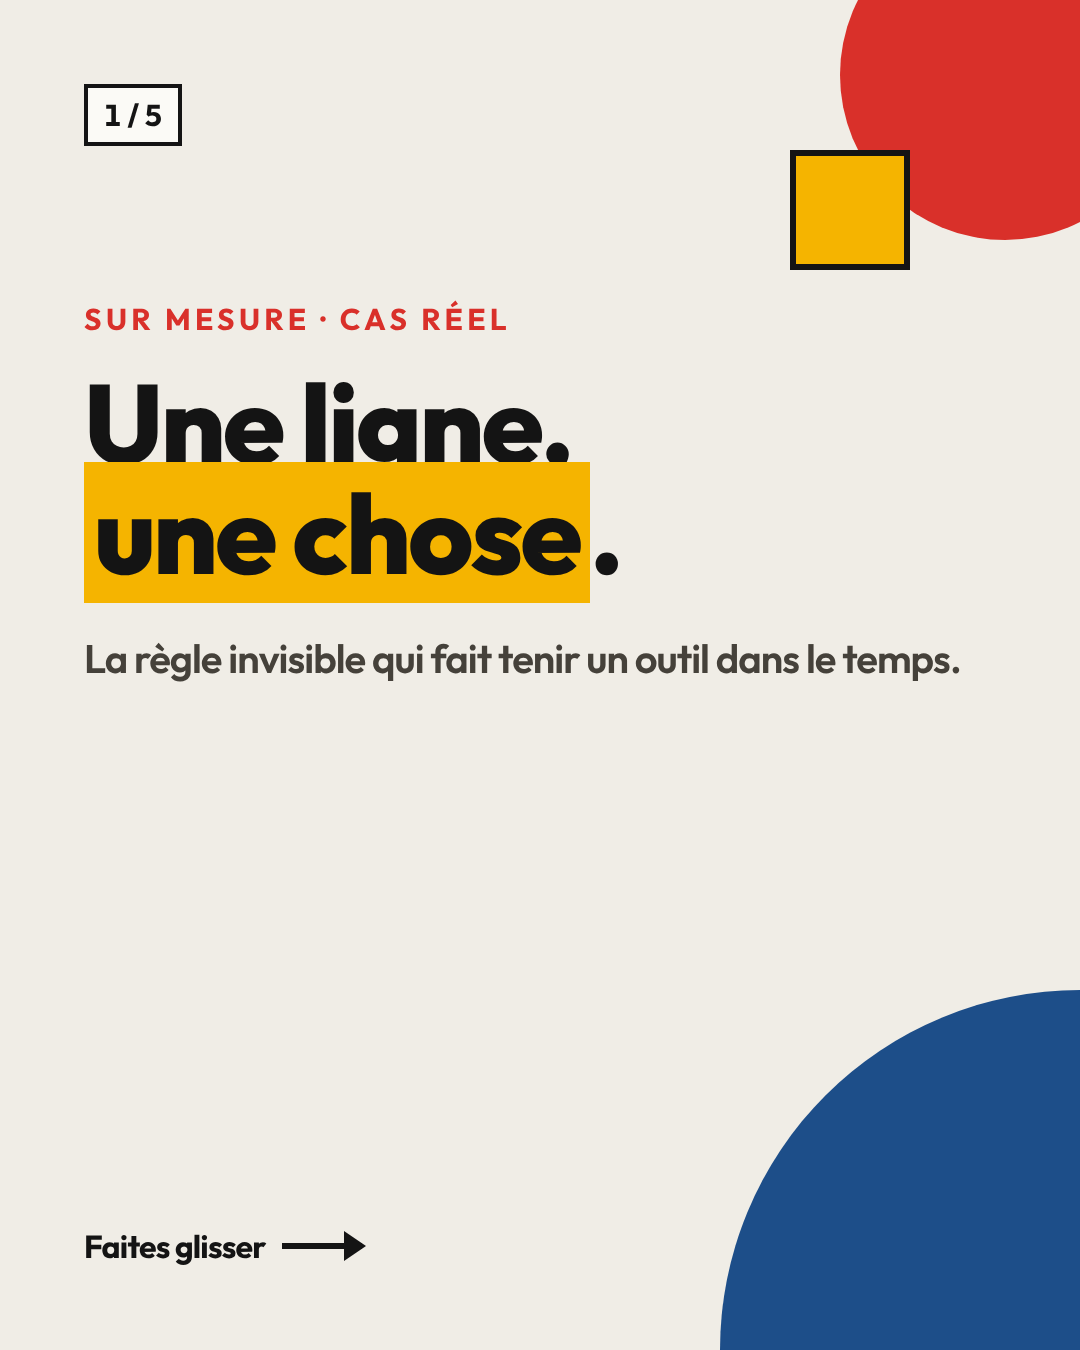 1 / 5
SUR MESURE · CAS RÉEL
Une ligne,
une chose.
La règle invisible qui fait tenir un outil dans le temps.
Faites glisser